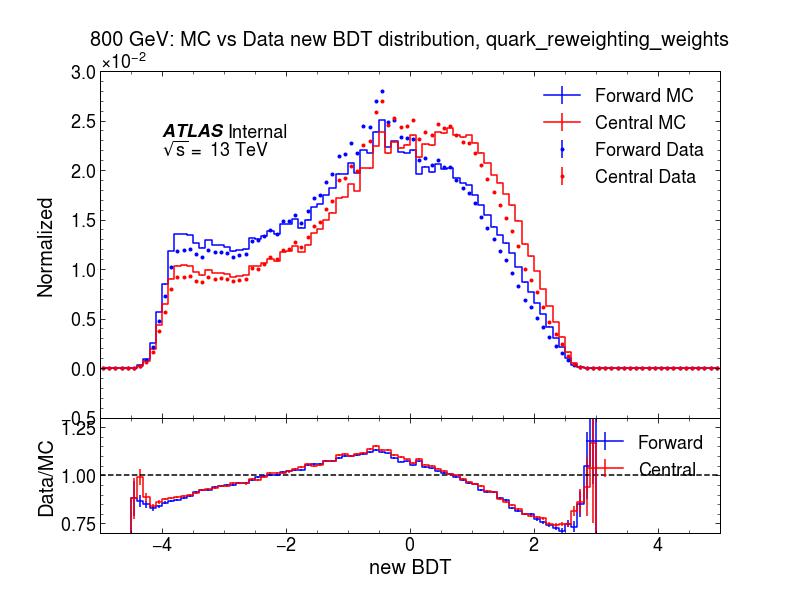 800 GeV: MC vs Data new BDT distribution, quark_reweighting_weights
×10⁻²
3.0
2.5
2.0
1.5
1.0
0.5
0.0
0.5
Normalized
ATLAS Internal
√s = 13 TeV
Forward MC
Central MC
Forward Data
Central Data
1.25
1.00
0.75
Data/MC
Forward
Central
−4
−2
0
2
4
new BDT